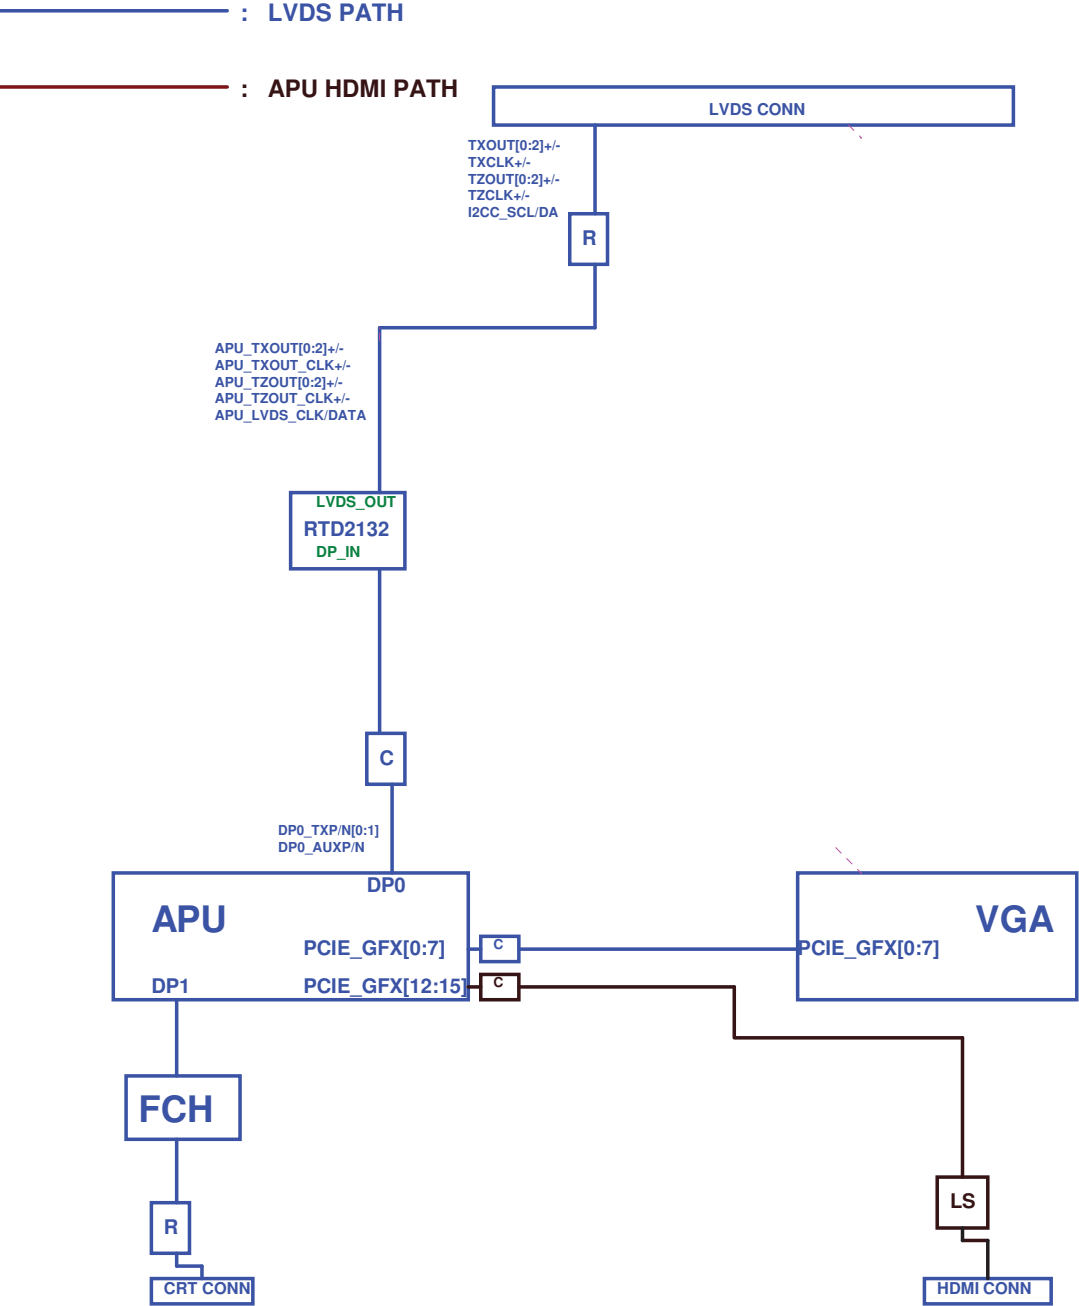 : LVDS PATH
: APU HDMI PATH
LVDS CONN
TXOUT[0:2]+/-
TXCLK+/-
TZOUT[0:2]+/-
TZCLK+/-
I2CC_SCL/DA
R
APU_TXOUT[0:2]+/-
APU_TXOUT_CLK+/-
APU_TZOUT[0:2]+/-
APU_TZOUT_CLK+/-
APU_LVDS_CLK/DATA
LVDS_OUT
RTD2132
DP_IN
C
DP0_TXP/N[0:1]
DP0_AUXP/N
DP0
APU
VGA
PCIE_GFX[0:7]
C
PCIE_GFX[0:7]
DP1
PCIE_GFX[12:15]
C
FCH
LS
R
CRT CONN
HDMI CONN